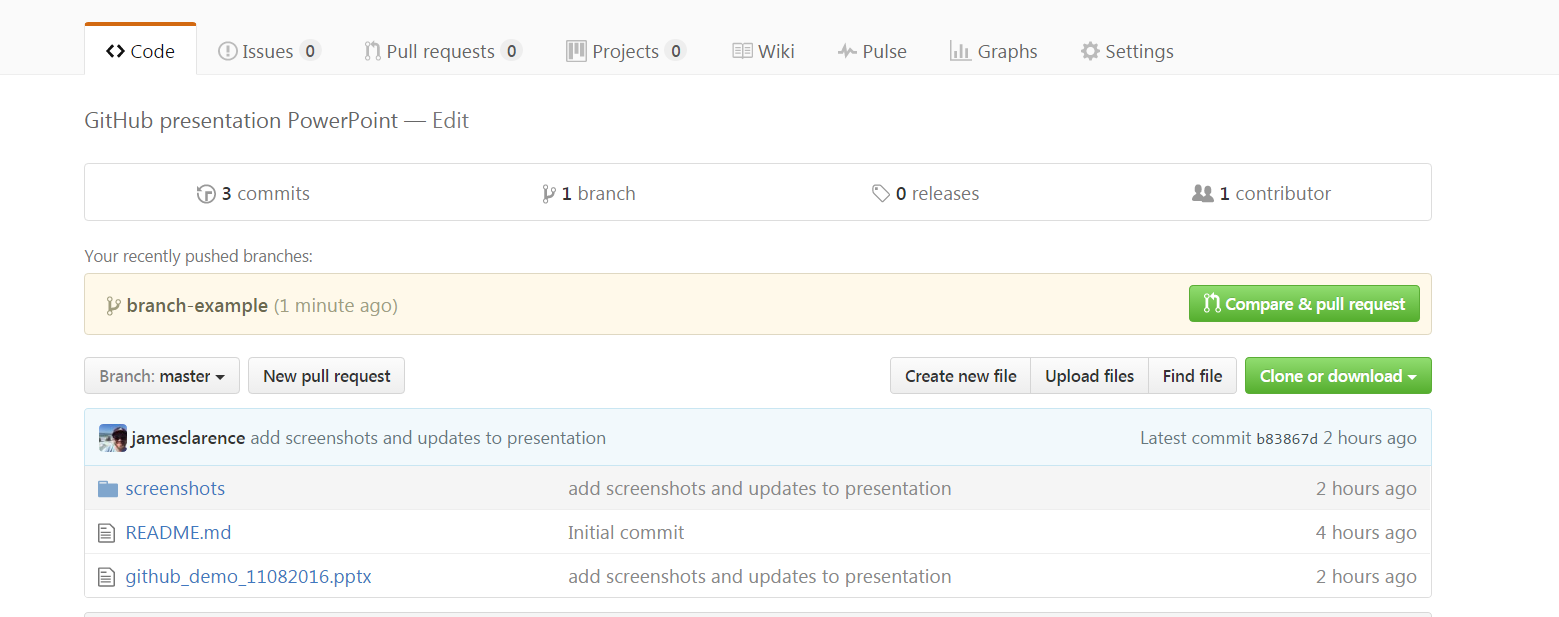 Code Issues 0 Pull requests 0 Projects 0 Wiki Pulse Graphs Settings
GitHub presentation PowerPoint — Edit
3 commits 1 branch 0 releases 1 contributor
Your recently pushed branches:
branch-example (1 minute ago) Compare & pull request
Branch: master New pull request Create new file Upload files Find file Clone or download
jamesclarence add screenshots and updates to presentation Latest commit b83867d 2 hours ago
screenshots add screenshots and updates to presentation 2 hours ago
README.md Initial commit 4 hours ago
github_demo_11082016.pptx add screenshots and updates to presentation 2 hours ago